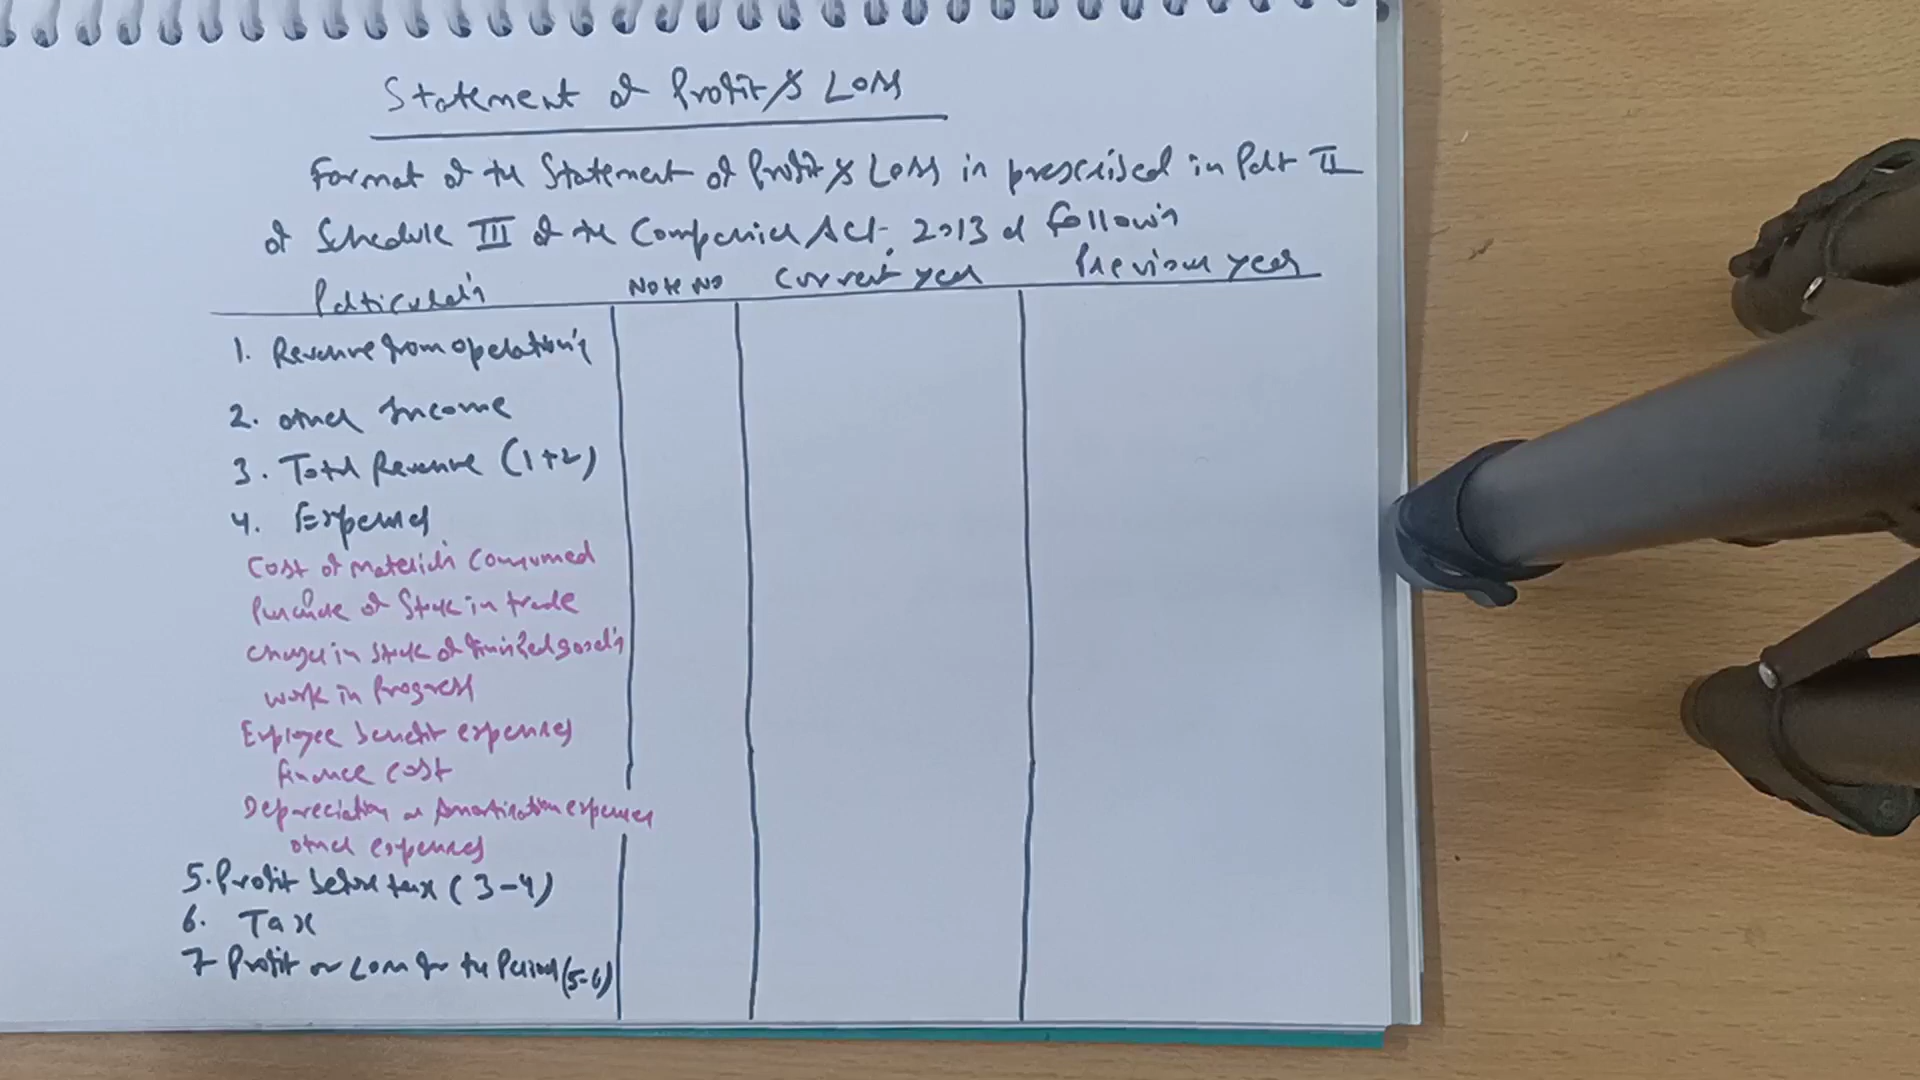 Statement of Profit & Loss
Format of the Statement of Profit & Loss is prescribed in Part II
of Schedule III of the Companies Act, 2013 as follows
Particulars Note No Current year Previous year
1. Revenue from operations
2. other Income
3. Total Revenue (1+2)
4. Expenses
Cost of materials Consumed
Purchase of Stock in trade
change in stock of finished goods
work in Progress
Employee benefit expenses
finance cost
Depreciation or Amortisation expenses
other expenses
5. Profit before tax (3-4)
6. Tax
7 Profit or Loss for the Period (5-6)